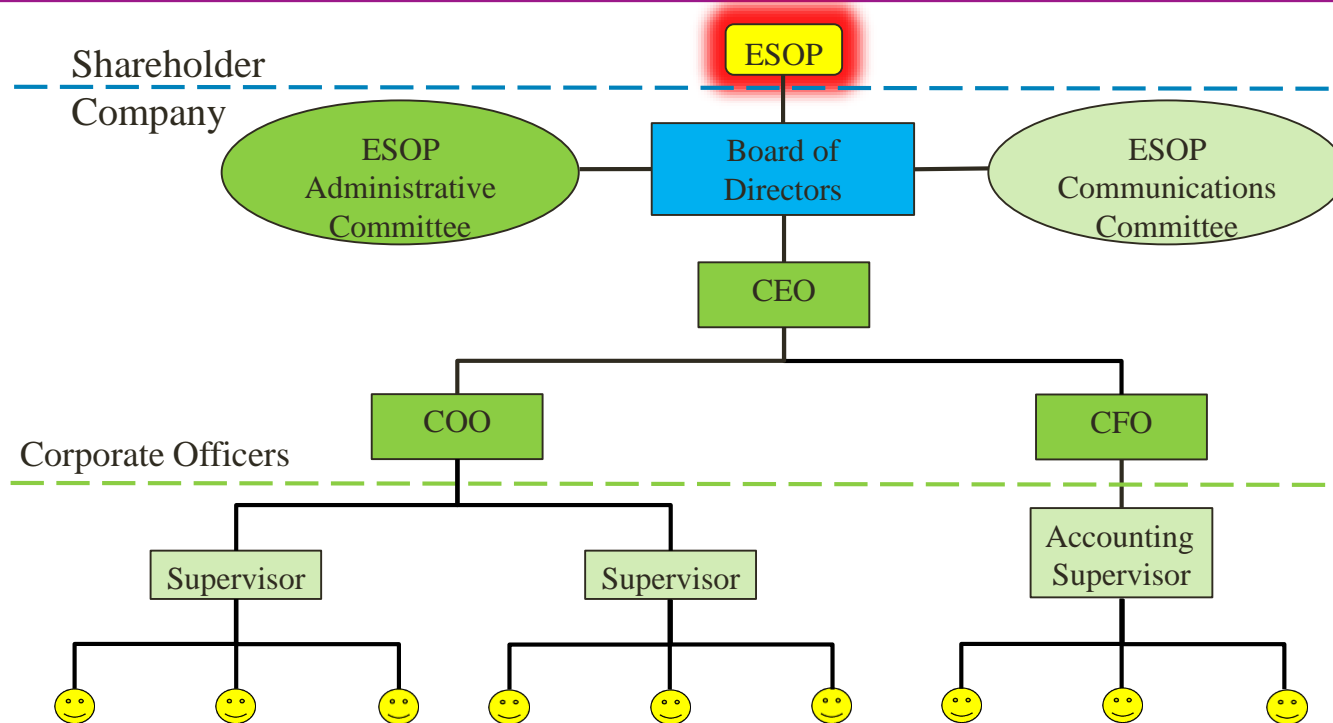 ESOP
Shareholder
Company
ESOP
Administrative
Committee
Board of
Directors
ESOP
Communications
Committee
CEO
COO
CFO
Corporate Officers
Supervisor
Supervisor
Accounting
Supervisor